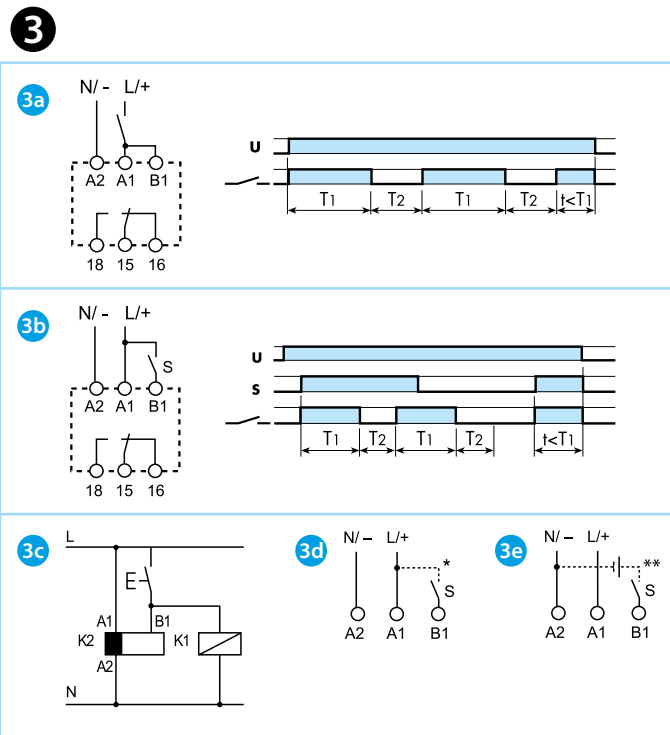 3
3a
N/- L/+
A2 A1 B1
18 15 16
U
T1 T2 T1 T2 t<T1
3b
N/- L/+
S
A2 A1 B1
18 15 16
U
S
T1 T2 T1 T2 t<T1
3c
L
E
A1 B1
K2 K1
A2
N
3d
N/- L/+
*
S
A2 A1 B1
3e
N/- L/+
**
S
A2 A1 B1